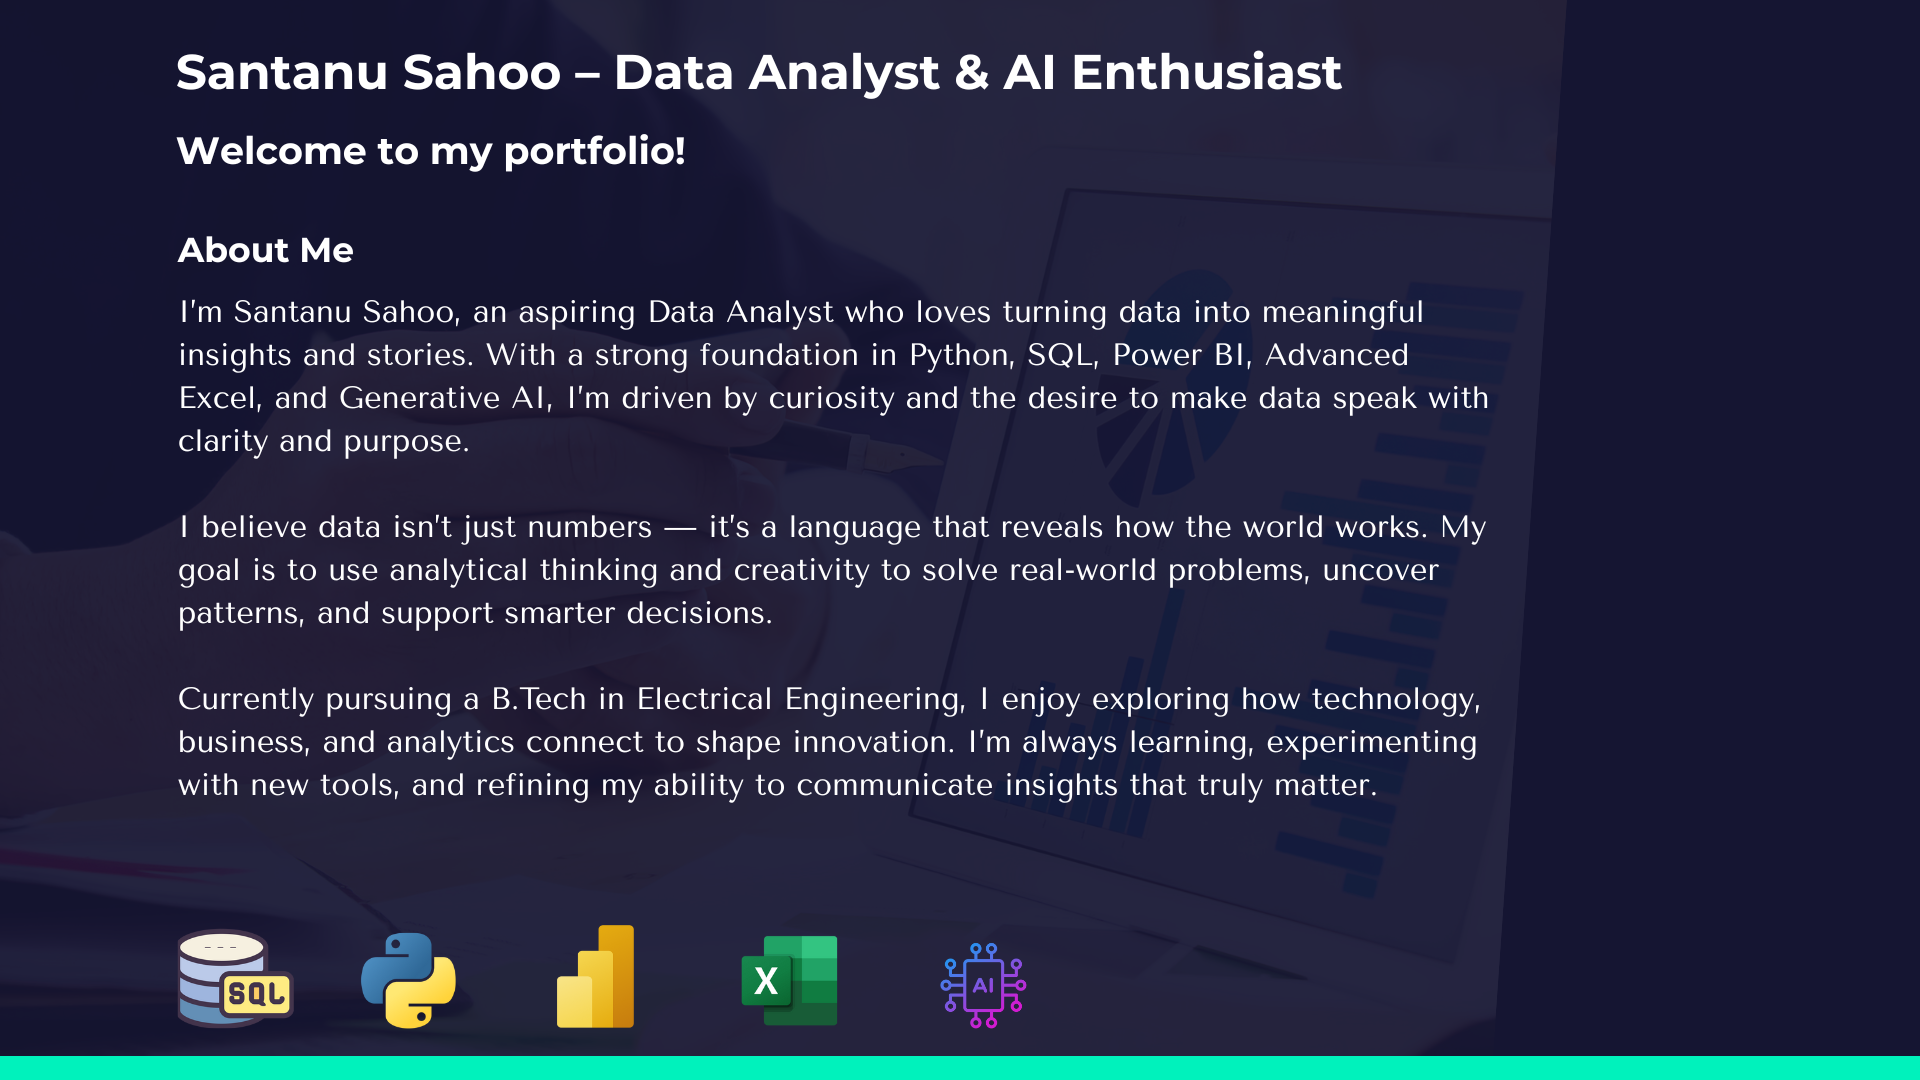 Santanu Sahoo – Data Analyst & AI Enthusiast
Welcome to my portfolio!
About Me
I'm Santanu Sahoo, an aspiring Data Analyst who loves turning data into meaningful
insights and stories. With a strong foundation in Python, SQL, Power BI, Advanced
Excel, and Generative AI, I'm driven by curiosity and the desire to make data speak with
clarity and purpose.
I believe data isn't just numbers — it's a language that reveals how the world works. My
goal is to use analytical thinking and creativity to solve real-world problems, uncover
patterns, and support smarter decisions.
Currently pursuing a B.Tech in Electrical Engineering, I enjoy exploring how technology,
business, and analytics connect to shape innovation. I'm always learning, experimenting
with new tools, and refining my ability to communicate insights that truly matter.
SQL
X
AI